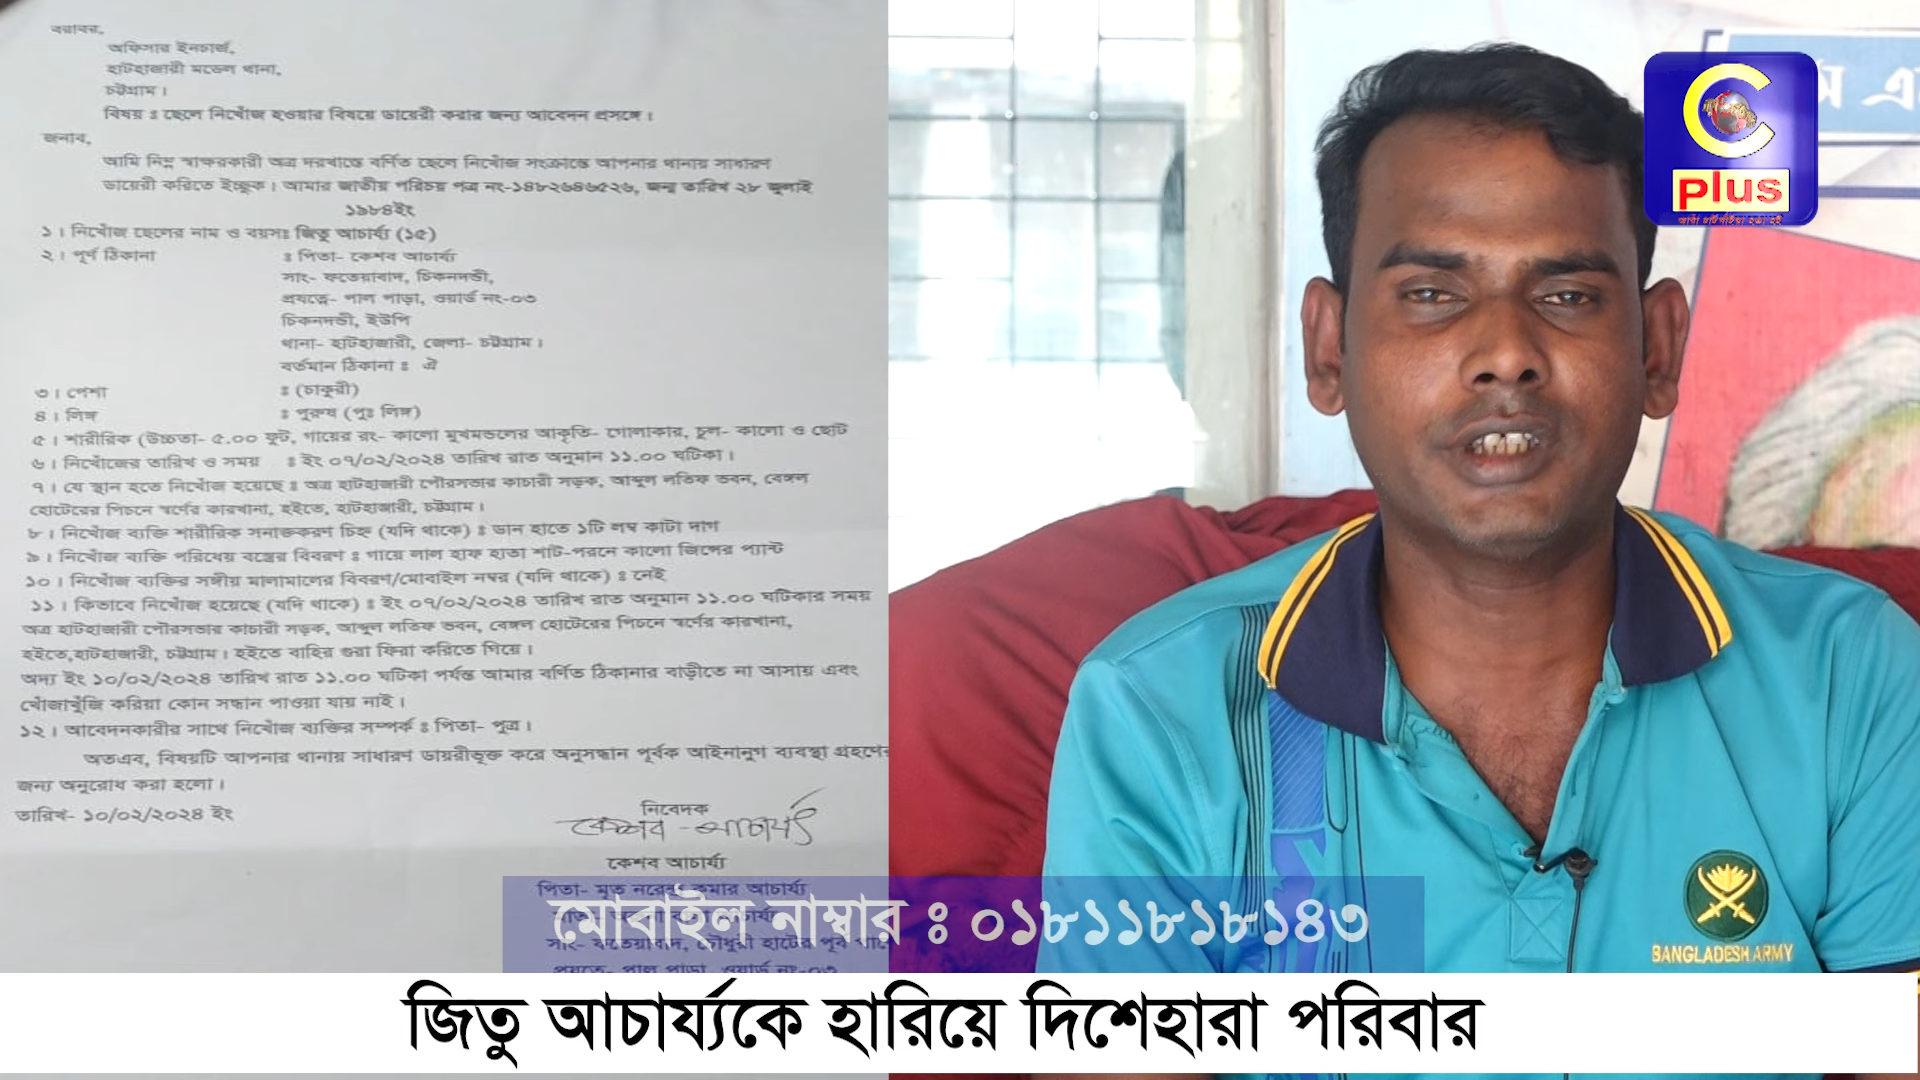 বরাবর,
অফিসার ইনচার্জ,
হাটহাজারী মডেল থানা,
চট্টগ্রাম।
বিষয় ঃ ছেলে নিখোঁজ হওয়ার বিষয়ে ডায়েরী করার জন্য আবেদন প্রসঙ্গে।
জনাব,
আমি নিম্ন স্বাক্ষরকারী অত্র দরখাস্তে বর্ণিত ছেলে নিখোঁজ সংক্রান্তে আপনার থানায় সাধারণ
ডায়েরী করিতে ইচ্ছুক। আমার জাতীয় পরিচয় পত্র নং-১৪৮২৬৪৬৫২৬, জন্ম তারিখ ২৮ জুলাই
১৯৮৪ইং
১। নিখোঁজ ছেলের নাম ও বয়সঃ জিতু আচার্য্য (১৫)
২। পূর্ণ ঠিকানা ঃ পিতা- কেশব আচার্য্য
সাং- ফতেয়াবাদ, চিকনদন্ডী,
প্রযত্নে- পাল পাড়া, ওয়ার্ড নং-০৩
চিকনদন্ডী, ইউপি
থানা- হাটহাজারী, জেলা- চট্টগ্রাম।
বর্তমান ঠিকানা ঃ ঐ
৩। পেশা ঃ (চাকুরী)
৪। লিঙ্গ ঃ পুরুষ (পুঃ লিঙ্গ)
৫। শারীরিক (উচ্চতা- ৫.০০ ফুট, গায়ের রং- কালো মুখমন্ডলের আকৃতি- গোলাকার, চুল- কালো ও ছোট
৬। নিখোঁজের তারিখ ও সময় ঃ ইং ০৭/০২/২০২৪ তারিখ রাত অনুমান ১১.০০ ঘটিকা।
৭। যে স্থান হতে নিখোঁজ হয়েছে ঃ অত্র হাটহাজারী পৌরসভার কাচারী সড়ক, আব্দুল লতিফ ভবন, বেঙ্গল
হোটেরের পিচনে স্বর্ণের কারখানা, হইতে, হাটহাজারী, চট্টগ্রাম।
৮। নিখোঁজ ব্যক্তি শারীরিক সনাক্তকরণ চিহ্ন (যদি থাকে) ঃ ডান হাতে ১টি লম্ব কাটা দাগ
৯। নিখোঁজ ব্যক্তি পরিধেয় বস্ত্রের বিবরণ ঃ গায়ে লাল হাফ হাতা শার্ট-পরনে কালো জিন্সের প্যান্ট
১০। নিখোঁজ ব্যক্তির সঙ্গীয় মালামালের বিবরণ/মোবাইল নম্বর (যদি থাকে) ঃ নেই
১১। কিভাবে নিখোঁজ হয়েছে (যদি থাকে) ঃ ইং ০৭/০২/২০২৪ তারিখ রাত অনুমান ১১.০০ ঘটিকার সময়
অত্র হাটহাজারী পৌরসভার কাচারী সড়ক, আব্দুল লতিফ ভবন, বেঙ্গল হোটেরের পিচনে স্বর্ণের কারখানা,
হইতে,হাটহাজারী, চট্টগ্রাম। হইতে বাহির গুরা ফিরা করিতে গিয়ে।
অদ্য ইং ১০/০২/২০২৪ তারিখ রাত ১১.০০ ঘটিকা পর্যন্ত আমার বর্ণিত ঠিকানার বাড়ীতে না আসায় এবং
খোঁজাখুঁজি করিয়া কোন সন্ধান পাওয়া যায় নাই।
১২। আবেদনকারীর সাথে নিখোঁজ ব্যক্তির সম্পর্ক ঃ পিতা- পুত্র।
অতএব, বিষয়টি আপনার থানায় সাধারণ ডায়রীভূক্ত করে অনুসন্ধান পূর্বক আইনানুগ ব্যবস্থা গ্রহণের
জন্য অনুরোধ করা হলো।
তারিখ- ১০/০২/২০২৪ ইং
নিবেদক
কেশব আচার্য্য
কেশব আচার্য্য
পিতা- মৃত নরেন্দ্র কুমার আচার্য্য
সাং- ফতেয়াবাদ, চৌধুরী হাটের পূর্ব
প্রযত্নে- পাল পাড়া, ওয়ার্ড নং-০৩
মোবাইল নাম্বার ঃ ০১৮১১৮১৮১৪৩
জিতু আচার্য্যকে হারিয়ে দিশেহারা পরিবার
C
plus
BANGLADESH ARMY